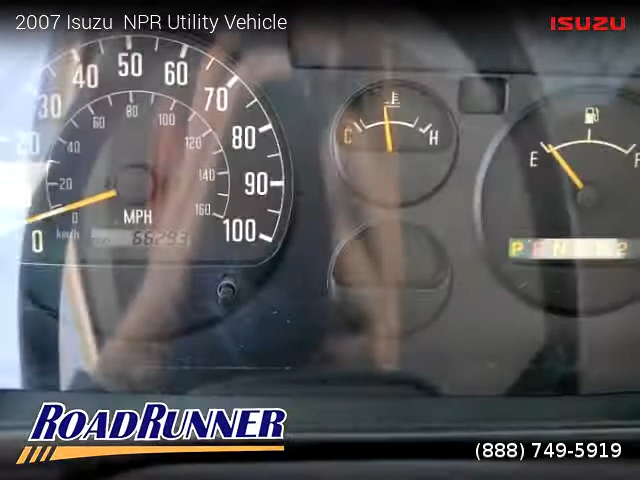 2007 Isuzu NPR Utility Vehicle
ISUZU
30 40 50 60 70 80 90 100
0
20 40 60 80 100 120 140 160
0 km/h
MPH
66293
C H
E F
P R N 2
ROADRUNNER
(888) 749-5919